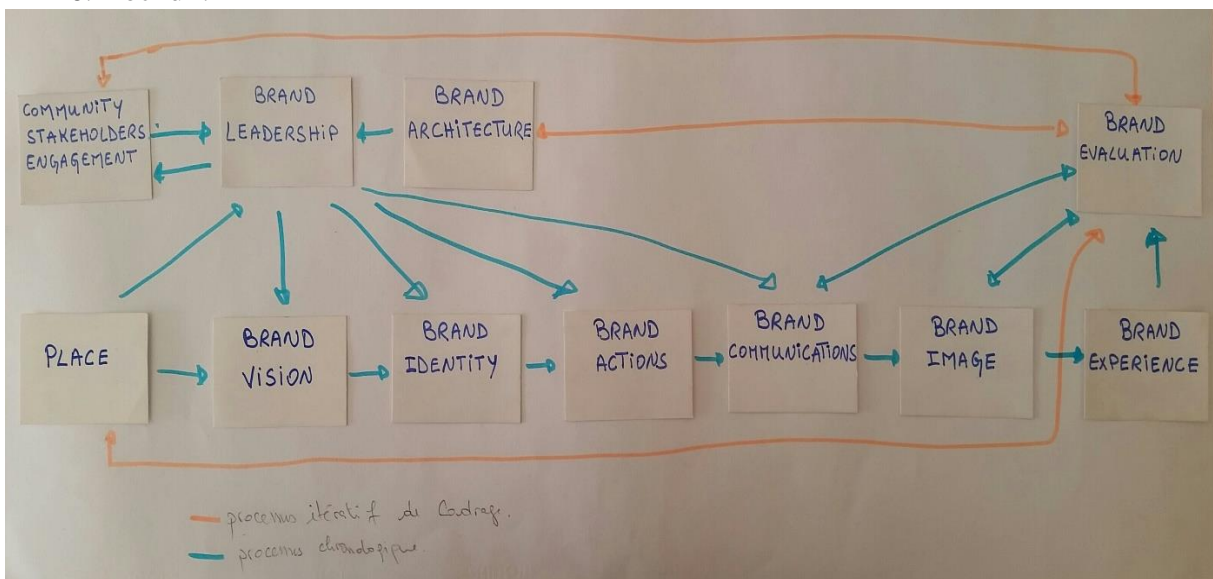 COMMUNITY
STAKEHOLDERS
ENGAGEMENT
BRAND
LEADERSHIP
BRAND
ARCHITECTURE
BRAND
EVALUATION
PLACE
BRAND
VISION
BRAND
IDENTITY
BRAND
ACTIONS
BRAND
COMMUNICATIONS
BRAND
IMAGE
BRAND
EXPERIENCE
processus itératif de Cadrage.
processus chronologique.